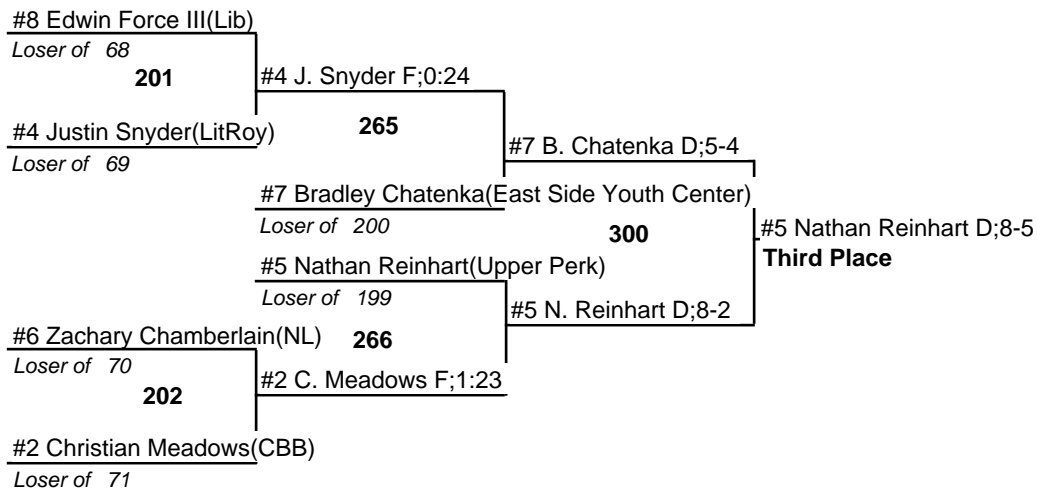 #8 Edwin Force III(Lib)
Loser of 68
201
#4 J. Snyder F;0:24
#4 Justin Snyder(LitRoy)
Loser of 69
265
#7 B. Chatenka D;5-4
#7 Bradley Chatenka(East Side Youth Center)
Loser of 200
300
#5 Nathan Reinhart D;8-5
Third Place
#5 Nathan Reinhart(Upper Perk)
Loser of 199
#5 N. Reinhart D;8-2
#6 Zachary Chamberlain(NL)
266
Loser of 70
202
#2 C. Meadows F;1:23
#2 Christian Meadows(CBB)
Loser of 71